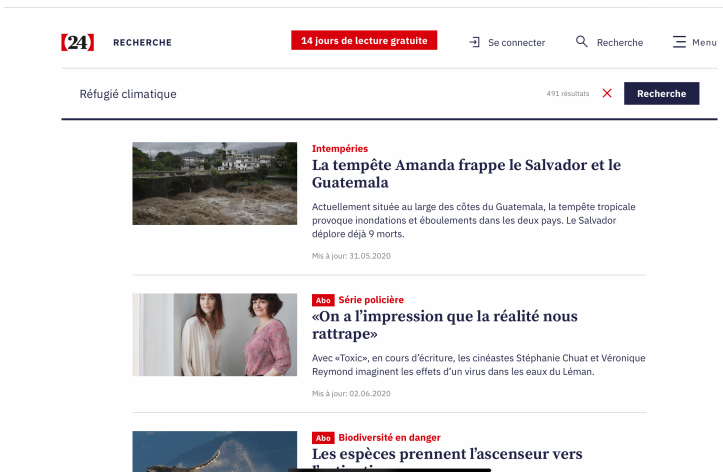 [24] RECHERCHE 14 jours de lecture gratuite Se connecter Recherche Menu
Réfugié climatique 491 résultats Recherche
Intempéries
La tempête Amanda frappe le Salvador et le
Guatemala
Actuellement située au large des côtes du Guatemala, la tempête tropicale
provoque inondations et éboulements dans les deux pays. Le Salvador
déplore déjà 9 morts.
Mis à jour: 31.05.2020
Abo Série policière
«On a l’impression que la réalité nous
rattrape»
Avec «Toxic», en cours d’écriture, les cinéastes Stéphanie Chuat et Véronique
Reymond imaginent les effets d’un virus dans les eaux du Léman.
Mis à jour: 02.06.2020
Abo Biodiversité en danger
Les espèces prennent l’ascenseur vers